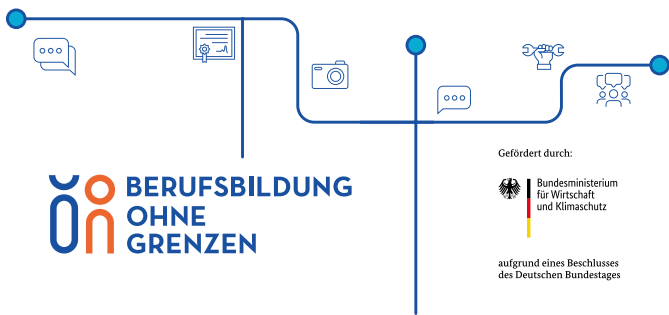 BERUFSBILDUNG
OHNE
GRENZEN
Gefördert durch:
Bundesministerium
für Wirtschaft
und Klimaschutz
aufgrund eines Beschlusses
des Deutschen Bundestages